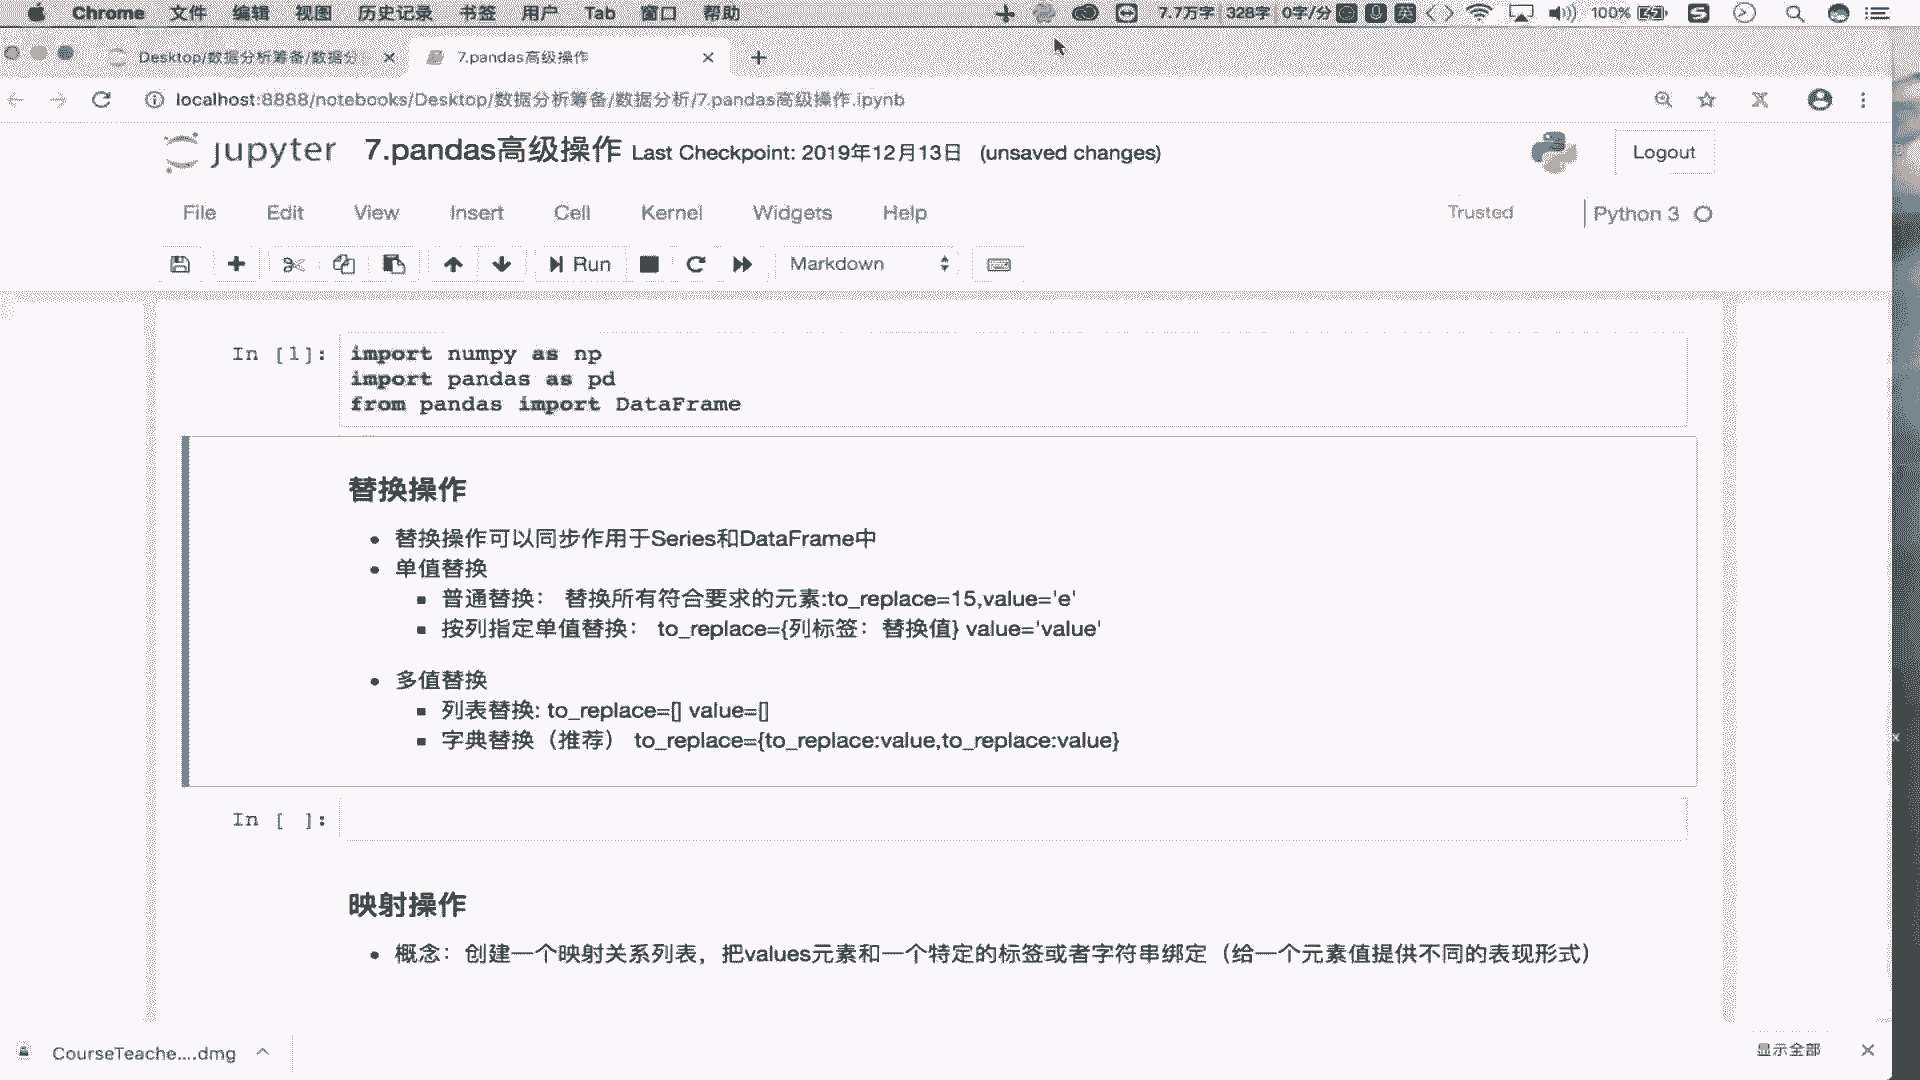 Chrome 文件 编辑 视图 历史记录 书签 用户 Tab 窗口 帮助 7.7万字 328字 0字/分 英 100%
Desktop/数据分析筹备/数据分 7.pandas高级操作
localhost:8888/notebooks/Desktop/数据分析筹备/数据分析/7.pandas高级操作.ipynb
jupyter 7.pandas高级操作 Last Checkpoint: 2019年12月13日 (unsaved changes) Logout
File Edit View Insert Cell Kernel Widgets Help Trusted Python 3
Run Markdown
In [1]: import numpy as np
import pandas as pd
from pandas import DataFrame
替换操作
替换操作可以同步作用于Series和DataFrame中
单值替换
普通替换： 替换所有符合要求的元素:to_replace=15,value='e'
按列指定单值替换： to_replace={列标签：替换值} value='value'
多值替换
列表替换: to_replace=[] value=[]
字典替换（推荐） to_replace={to_replace:value,to_replace:value}
In [ ]:
映射操作
概念：创建一个映射关系列表，把values元素和一个特定的标签或者字符串绑定（给一个元素值提供不同的表现形式）
CourseTeache....dmg 显示全部